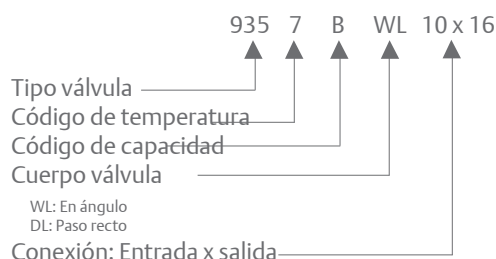 935 7 B WL 10 x 16
Tipo válvula
Código de temperatura
Código de capacidad
Cuerpo válvula
WL: En ángulo
DL: Paso recto
Conexión: Entrada x salida